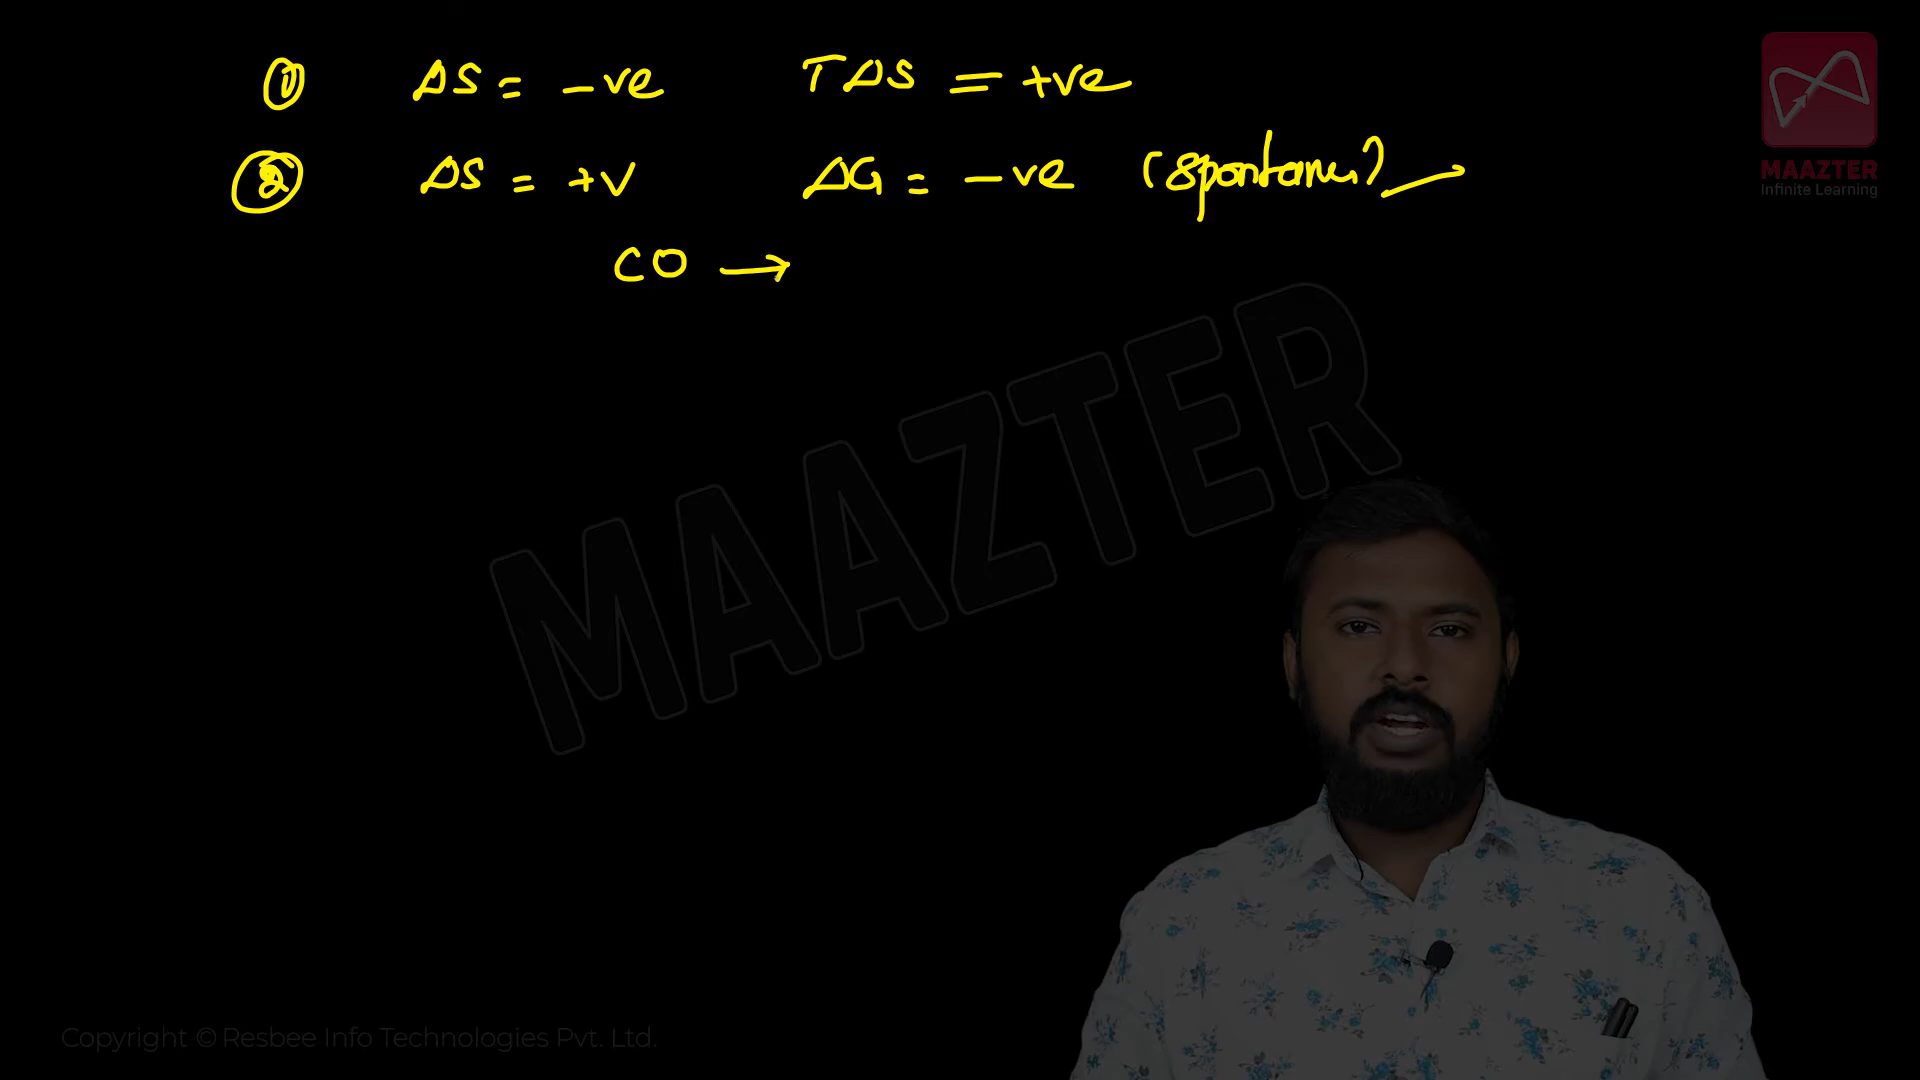 ① ΔS = -ve TΔS = +ve
② ΔS = +v ΔG = -ve (spontaneu)
CO →
MAAZTER
Infinite Learning
MAAZTER
Copyright © Resbee Info Technologies Pvt. Ltd.